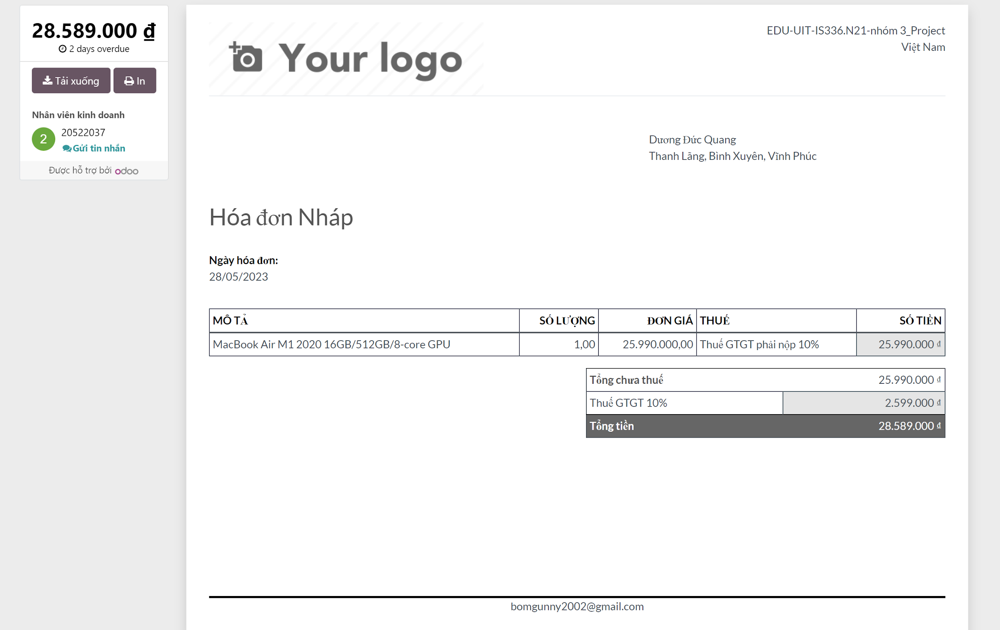 28.589.000 ₫
2 days overdue
Tải xuống
In
Nhân viên kinh doanh
2
20522037
Gửi tin nhắn
Được hỗ trợ bởi odoo
Your logo
EDU-UIT-IS336.N21-nhóm 3_Project
Việt Nam
Dương Đức Quang
Thanh Lãng, Bình Xuyên, Vĩnh Phúc
Hóa đơn Nháp
Ngày hóa đơn:
28/05/2023
MÔ TẢ SỐ LƯỢNG ĐƠN GIÁ THUẾ SỐ TIỀN
MacBook Air M1 2020 16GB/512GB/8-core GPU 1,00 25.990.000,00 Thuế GTGT phải nộp 10% 25.990.000 ₫
Tổng chưa thuế 25.990.000 ₫
Thuế GTGT 10% 2.599.000 ₫
Tổng tiền 28.589.000 ₫
bomgunny2002@gmail.com